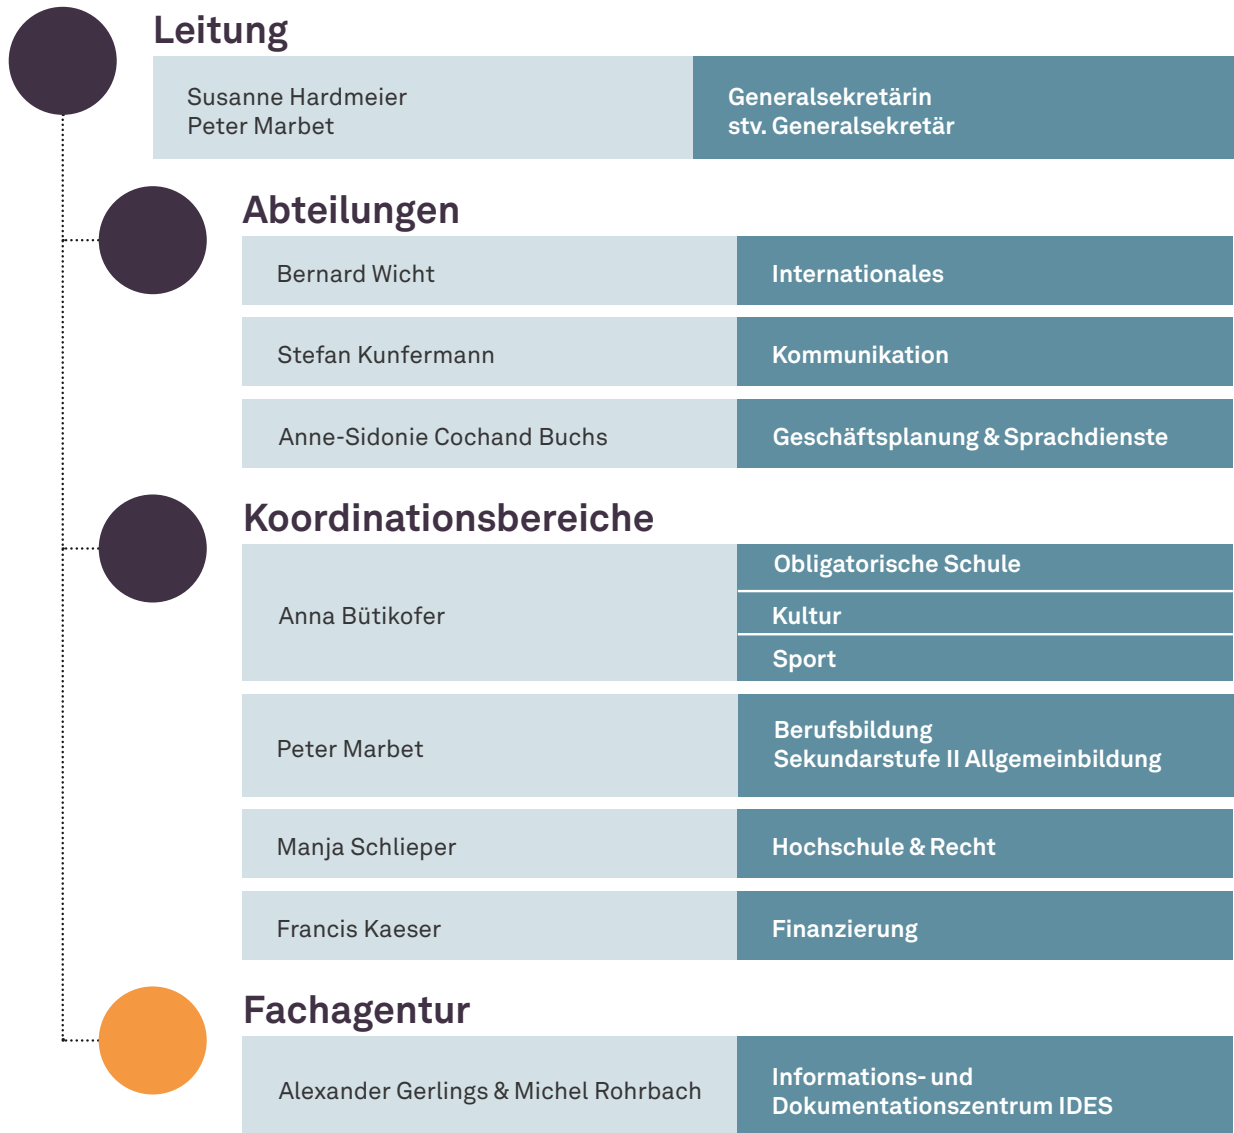 Leitung
Susanne Hardmeier
Peter Marbet
Generalsekretärin
stv. Generalsekretär
Abteilungen
Bernard Wicht
Internationales
Stefan Kunfermann
Kommunikation
Anne-Sidonie Cochand Buchs
Geschäftsplanung & Sprachdienste
Koordinationsbereiche
Anna Bütikofer
Obligatorische Schule
Kultur
Sport
Peter Marbet
Berufsbildung
Sekundarstufe II Allgemeinbildung
Manja Schlieper
Hochschule & Recht
Francis Kaeser
Finanzierung
Fachagentur
Alexander Gerlings & Michel Rohrbach
Informations- und
Dokumentationszentrum IDES